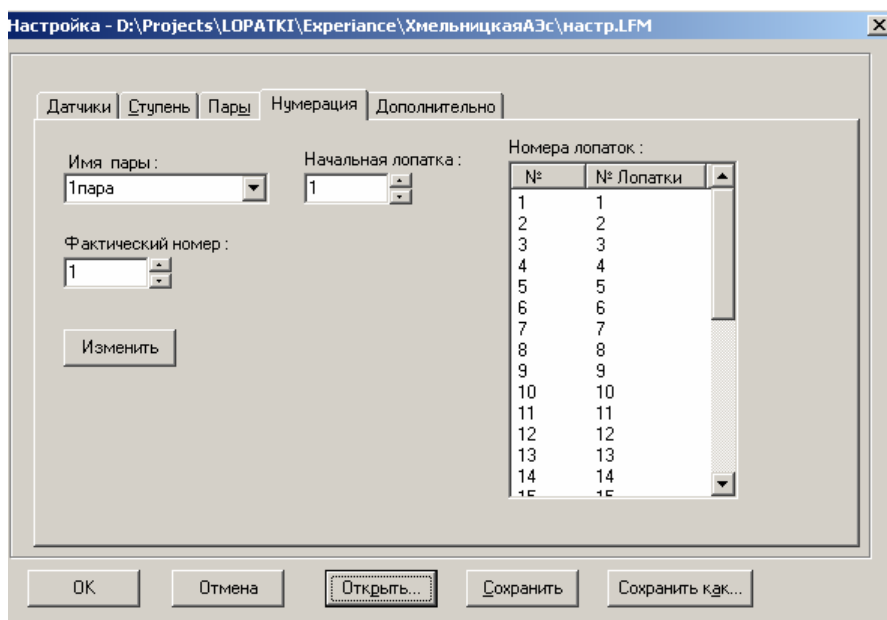 Настройка - D:\Projects\LOPATKI\Experiance\ХмельницкаяАЭс\настр.LFM
Датчики Ступень Пары Нумерация Дополнительно
Имя пары :
1пара
Начальная лопатка :
1
Фактический номер :
1
Изменить
Номера лопаток :
№ № Лопатки
1 1
2 2
3 3
4 4
5 5
6 6
7 7
8 8
9 9
10 10
11 11
12 12
13 13
14 14
15 15
ОК Отмена Открыть... Сохранить Сохранить как...